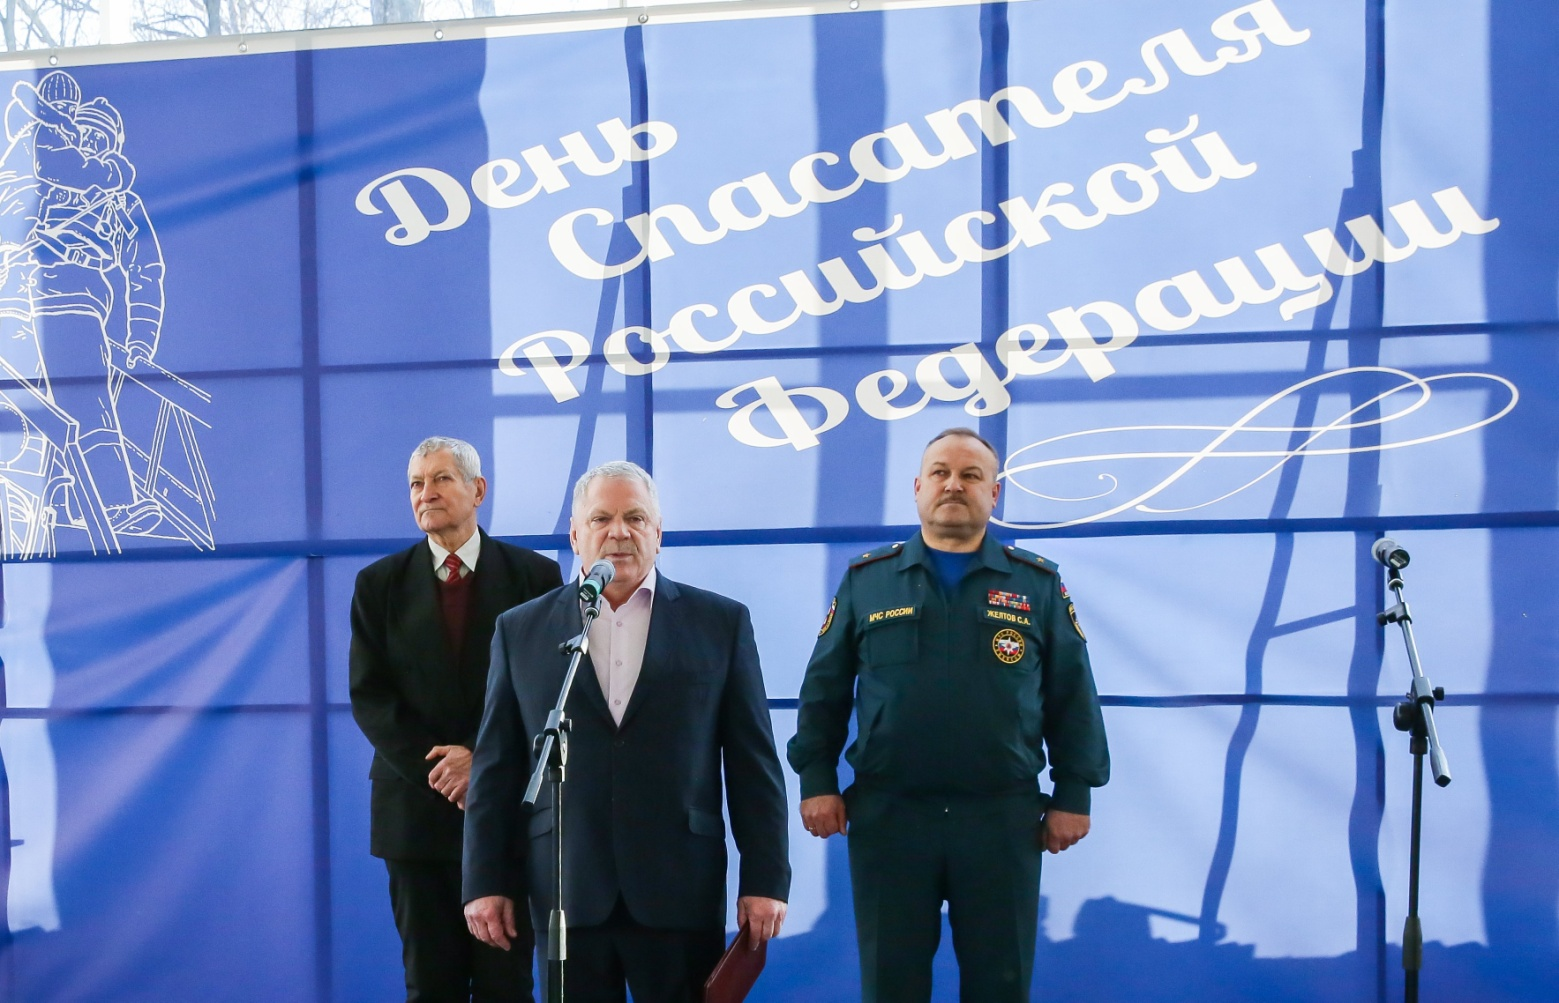 День
Спасателя
Российской
Федерации
МЧС РОССИИ
ЖЕЛТОВ С.А.